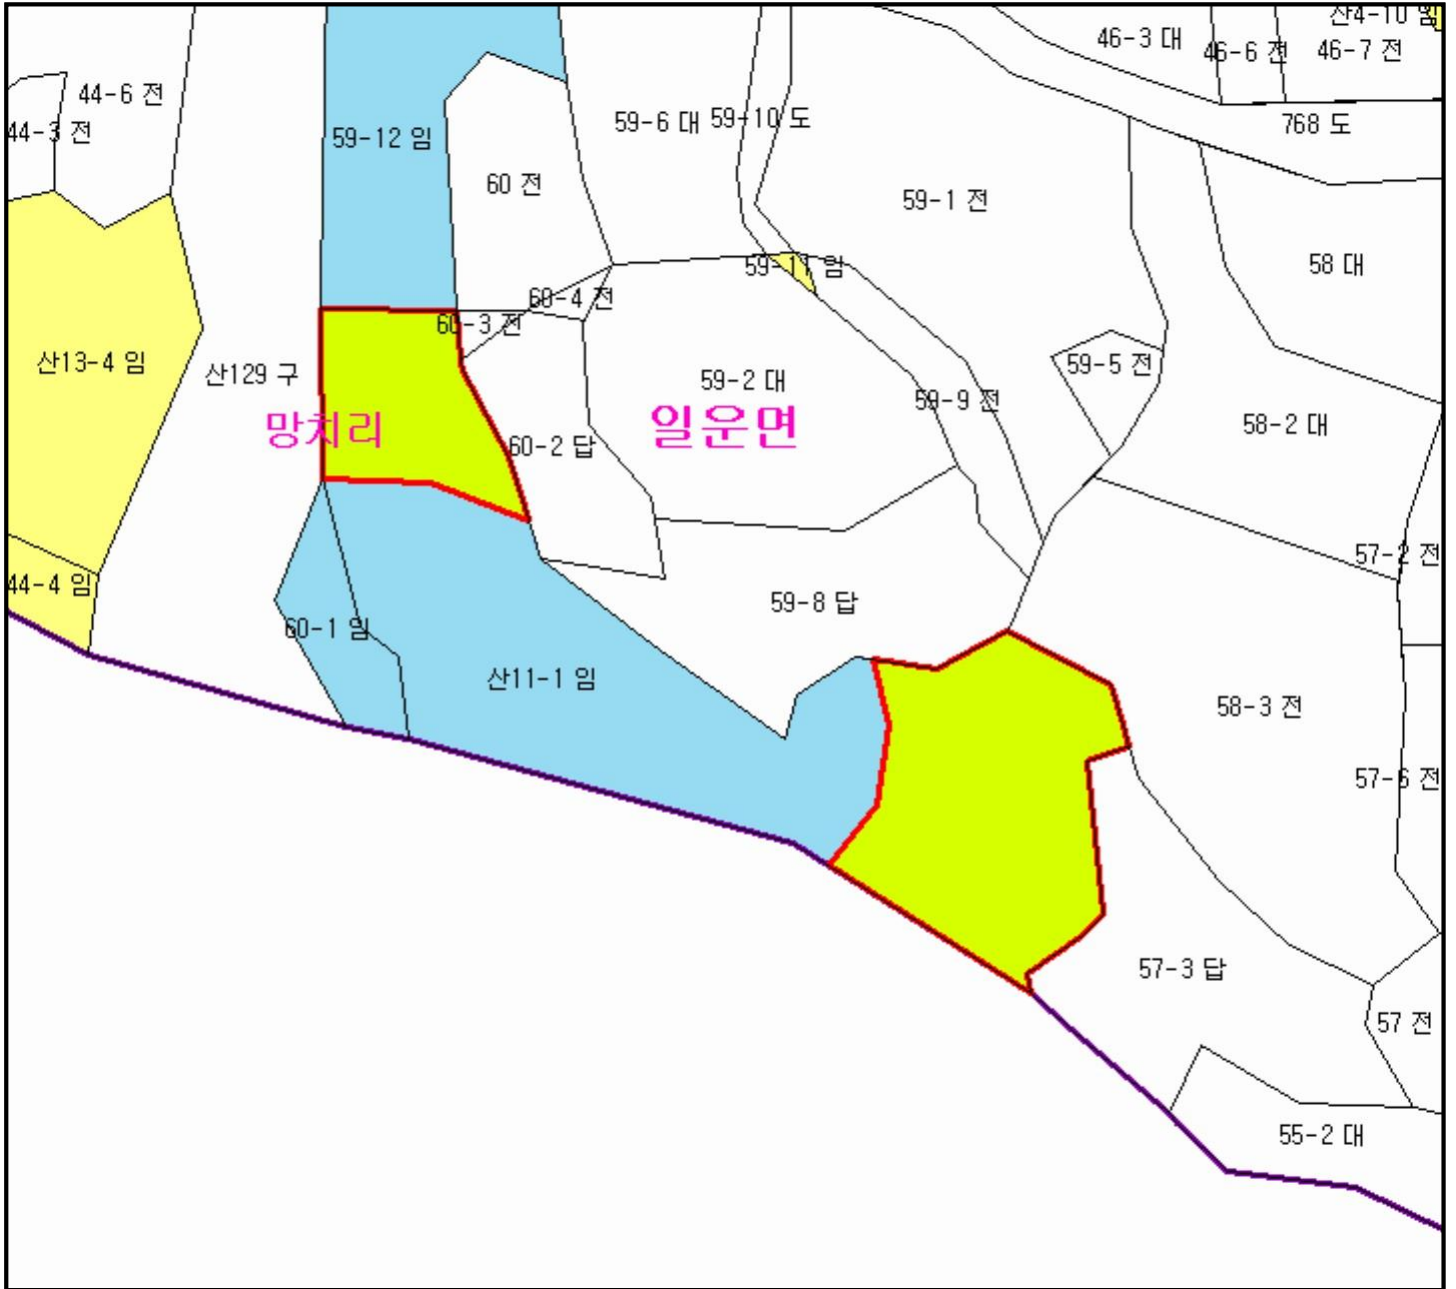 산4-10 임
46-3 대
46-6 전
46-7 전
44-6 전
44-3 전
59-12 임
59-6 대
59-10 도
768 도
60 전
59-1 전
58 대
59-11 임
60-4 전
60-3 전
산13-4 임
산129 구
59-2 대
59-5 전
59-9 전
망치리
일운면
58-2 대
60-2 답
57-2 전
44-4 임
59-8 답
60-1 임
산11-1 임
58-3 전
57-6 전
57-3 답
57 전
55-2 대